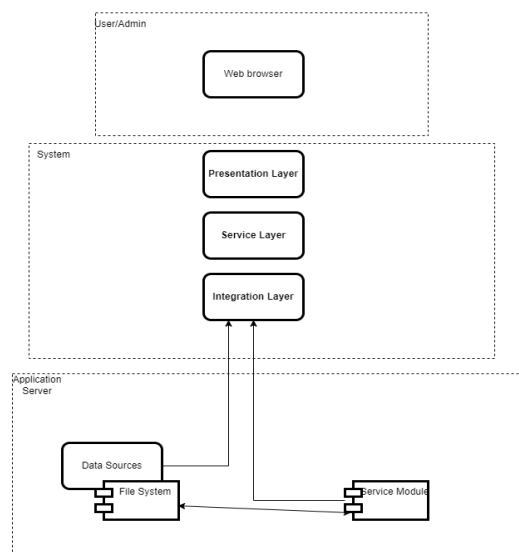 User/Admin
Web browser
System
Presentation Layer
Service Layer
Integration Layer
Application
Server
Data Sources
File System
Service Module